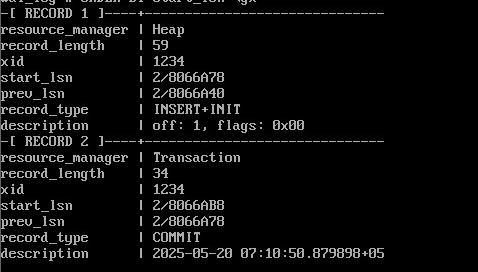 -[ RECORD 1 ]----+-------------------------------
resource_manager | Heap
record_length    | 59
xid              | 1234
start_lsn        | 2/8066A78
prev_lsn         | 2/8066A40
record_type      | INSERT+INIT
description      | off: 1, flags: 0x00
-[ RECORD 2 ]----+-------------------------------
resource_manager | Transaction
record_length    | 34
xid              | 1234
start_lsn        | 2/8066AB8
prev_lsn         | 2/8066A78
record_type      | COMMIT
description      | 2025-05-20 07:10:50.879898+05